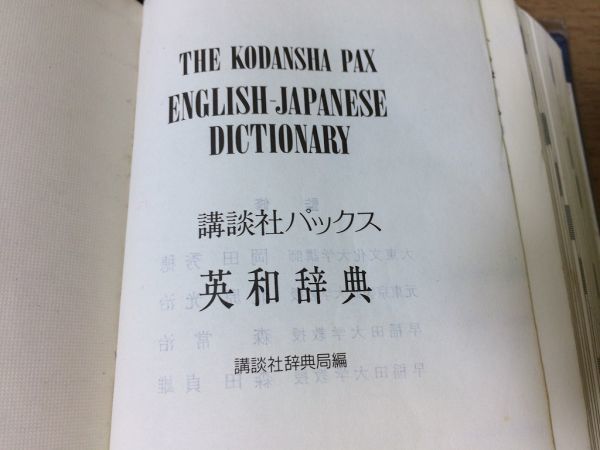 THE KODANSHA PAX
ENGLISH-JAPANESE
DICTIONARY
講談社パックス
英和辞典
講談社辞典局編